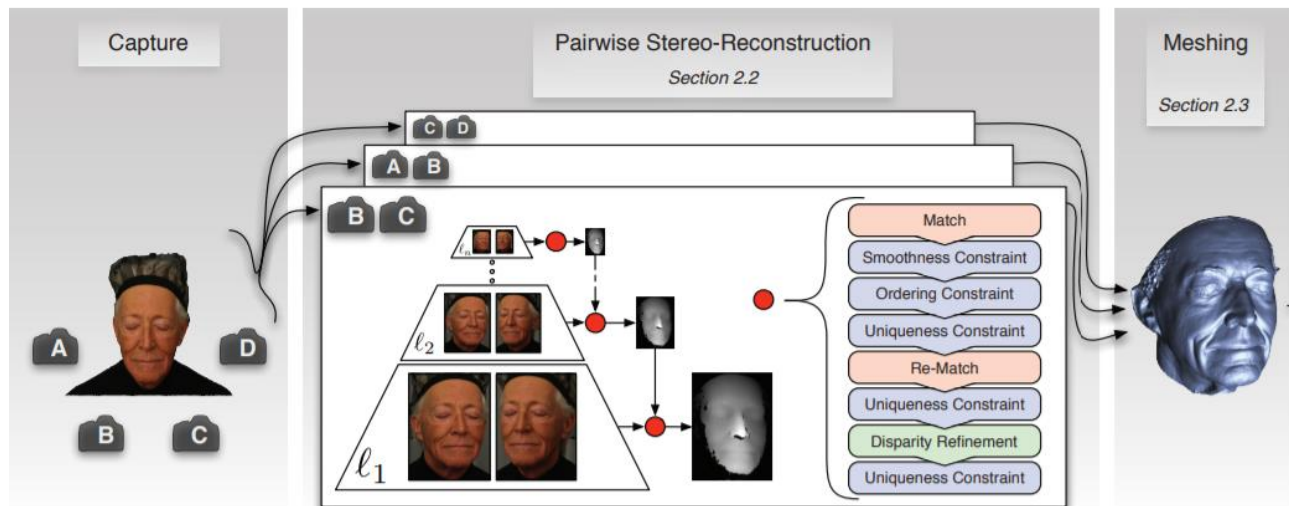 Capture
Pairwise Stereo-Reconstruction
Section 2.2
Meshing
Section 2.3
C D
A B
B C
ℓn
ℓ2
ℓ1
Match
Smoothness Constraint
Ordering Constraint
Uniqueness Constraint
Re-Match
Uniqueness Constraint
Disparity Refinement
Uniqueness Constraint
A D
B C